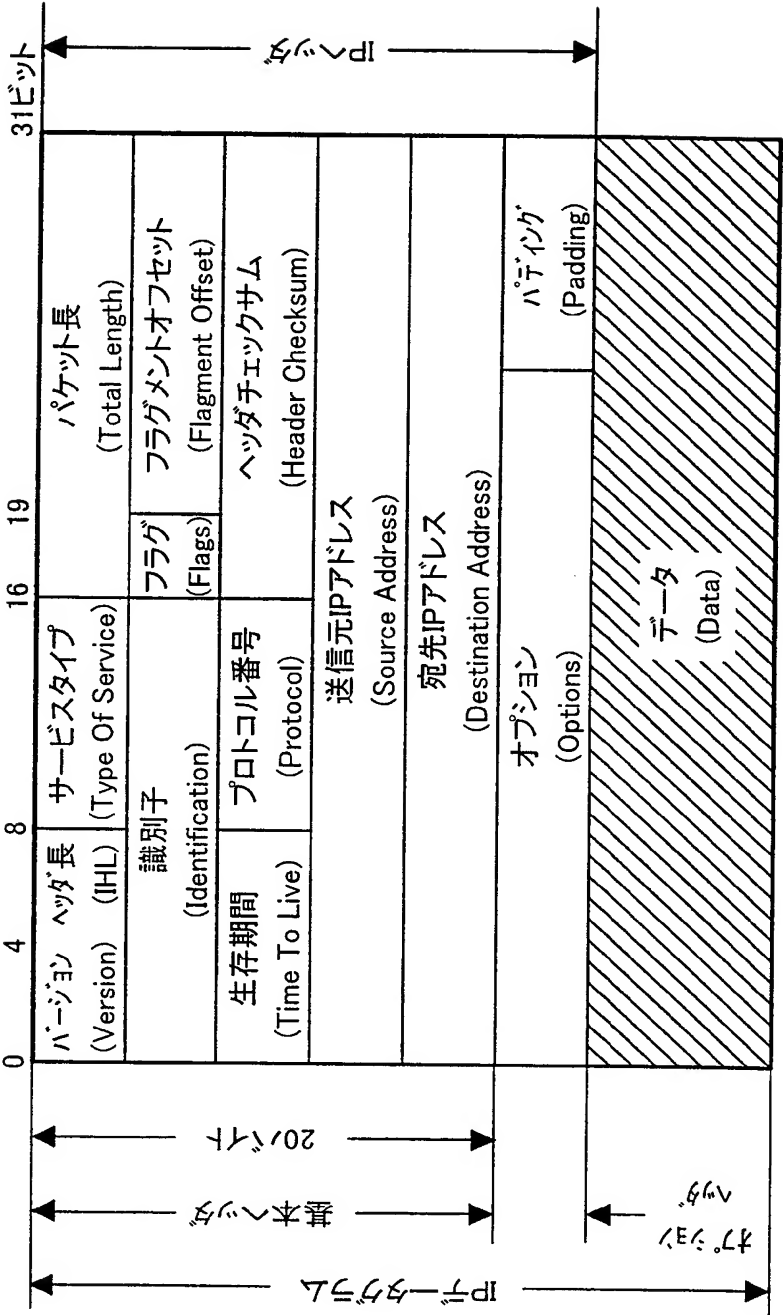 0 4 8 16 19 31ビット
バージョン ヘッダ長 サービスタイプ パケット長
(Version) (IHL) (Type Of Service) (Total Length)
識別子 フラグ フラグメントオフセット
(Identification) (Flags) (Flagment Offset)
生存期間 プロトコル番号 ヘッダチェックサム
(Time To Live) (Protocol) (Header Checksum)
送信元IPアドレス
(Source Address)
宛先IPアドレス
(Destination Address)
オプション パディング
(Options) (Padding)
データ
(Data)
IPヘッダ
20バイト
基本ヘッダ
オプション
ヘッダ
IPデータグラム